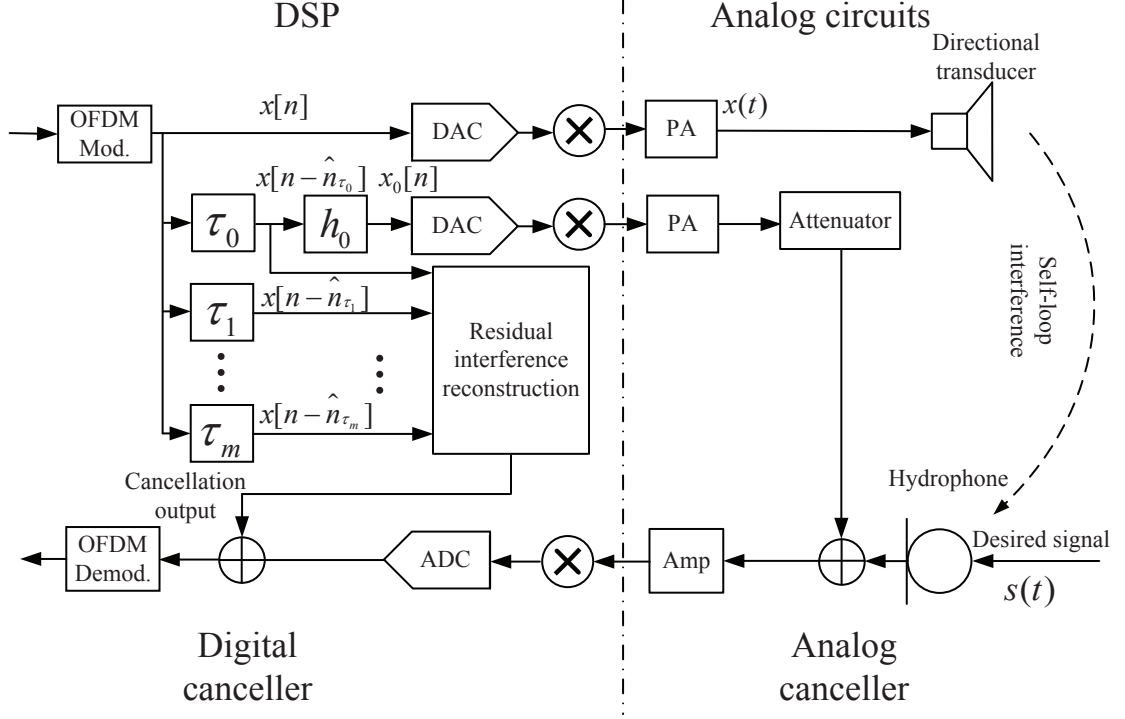 DSP
Analog circuits
Directional
transducer
OFDM
Mod.
x[n]
DAC
PA
x(t)
τ₀
x[n − n̂_{τ₀}]
h₀
x₀[n]
DAC
PA
Attenuator
Self-loop
interference
τ₁
x[n − n̂_{τ₁}]
Residual
interference
reconstruction
τₘ
x[n − n̂_{τₘ}]
Cancellation
output
Hydrophone
OFDM
Demod.
ADC
Amp
Desired signal
s(t)
Digital
canceller
Analog
canceller